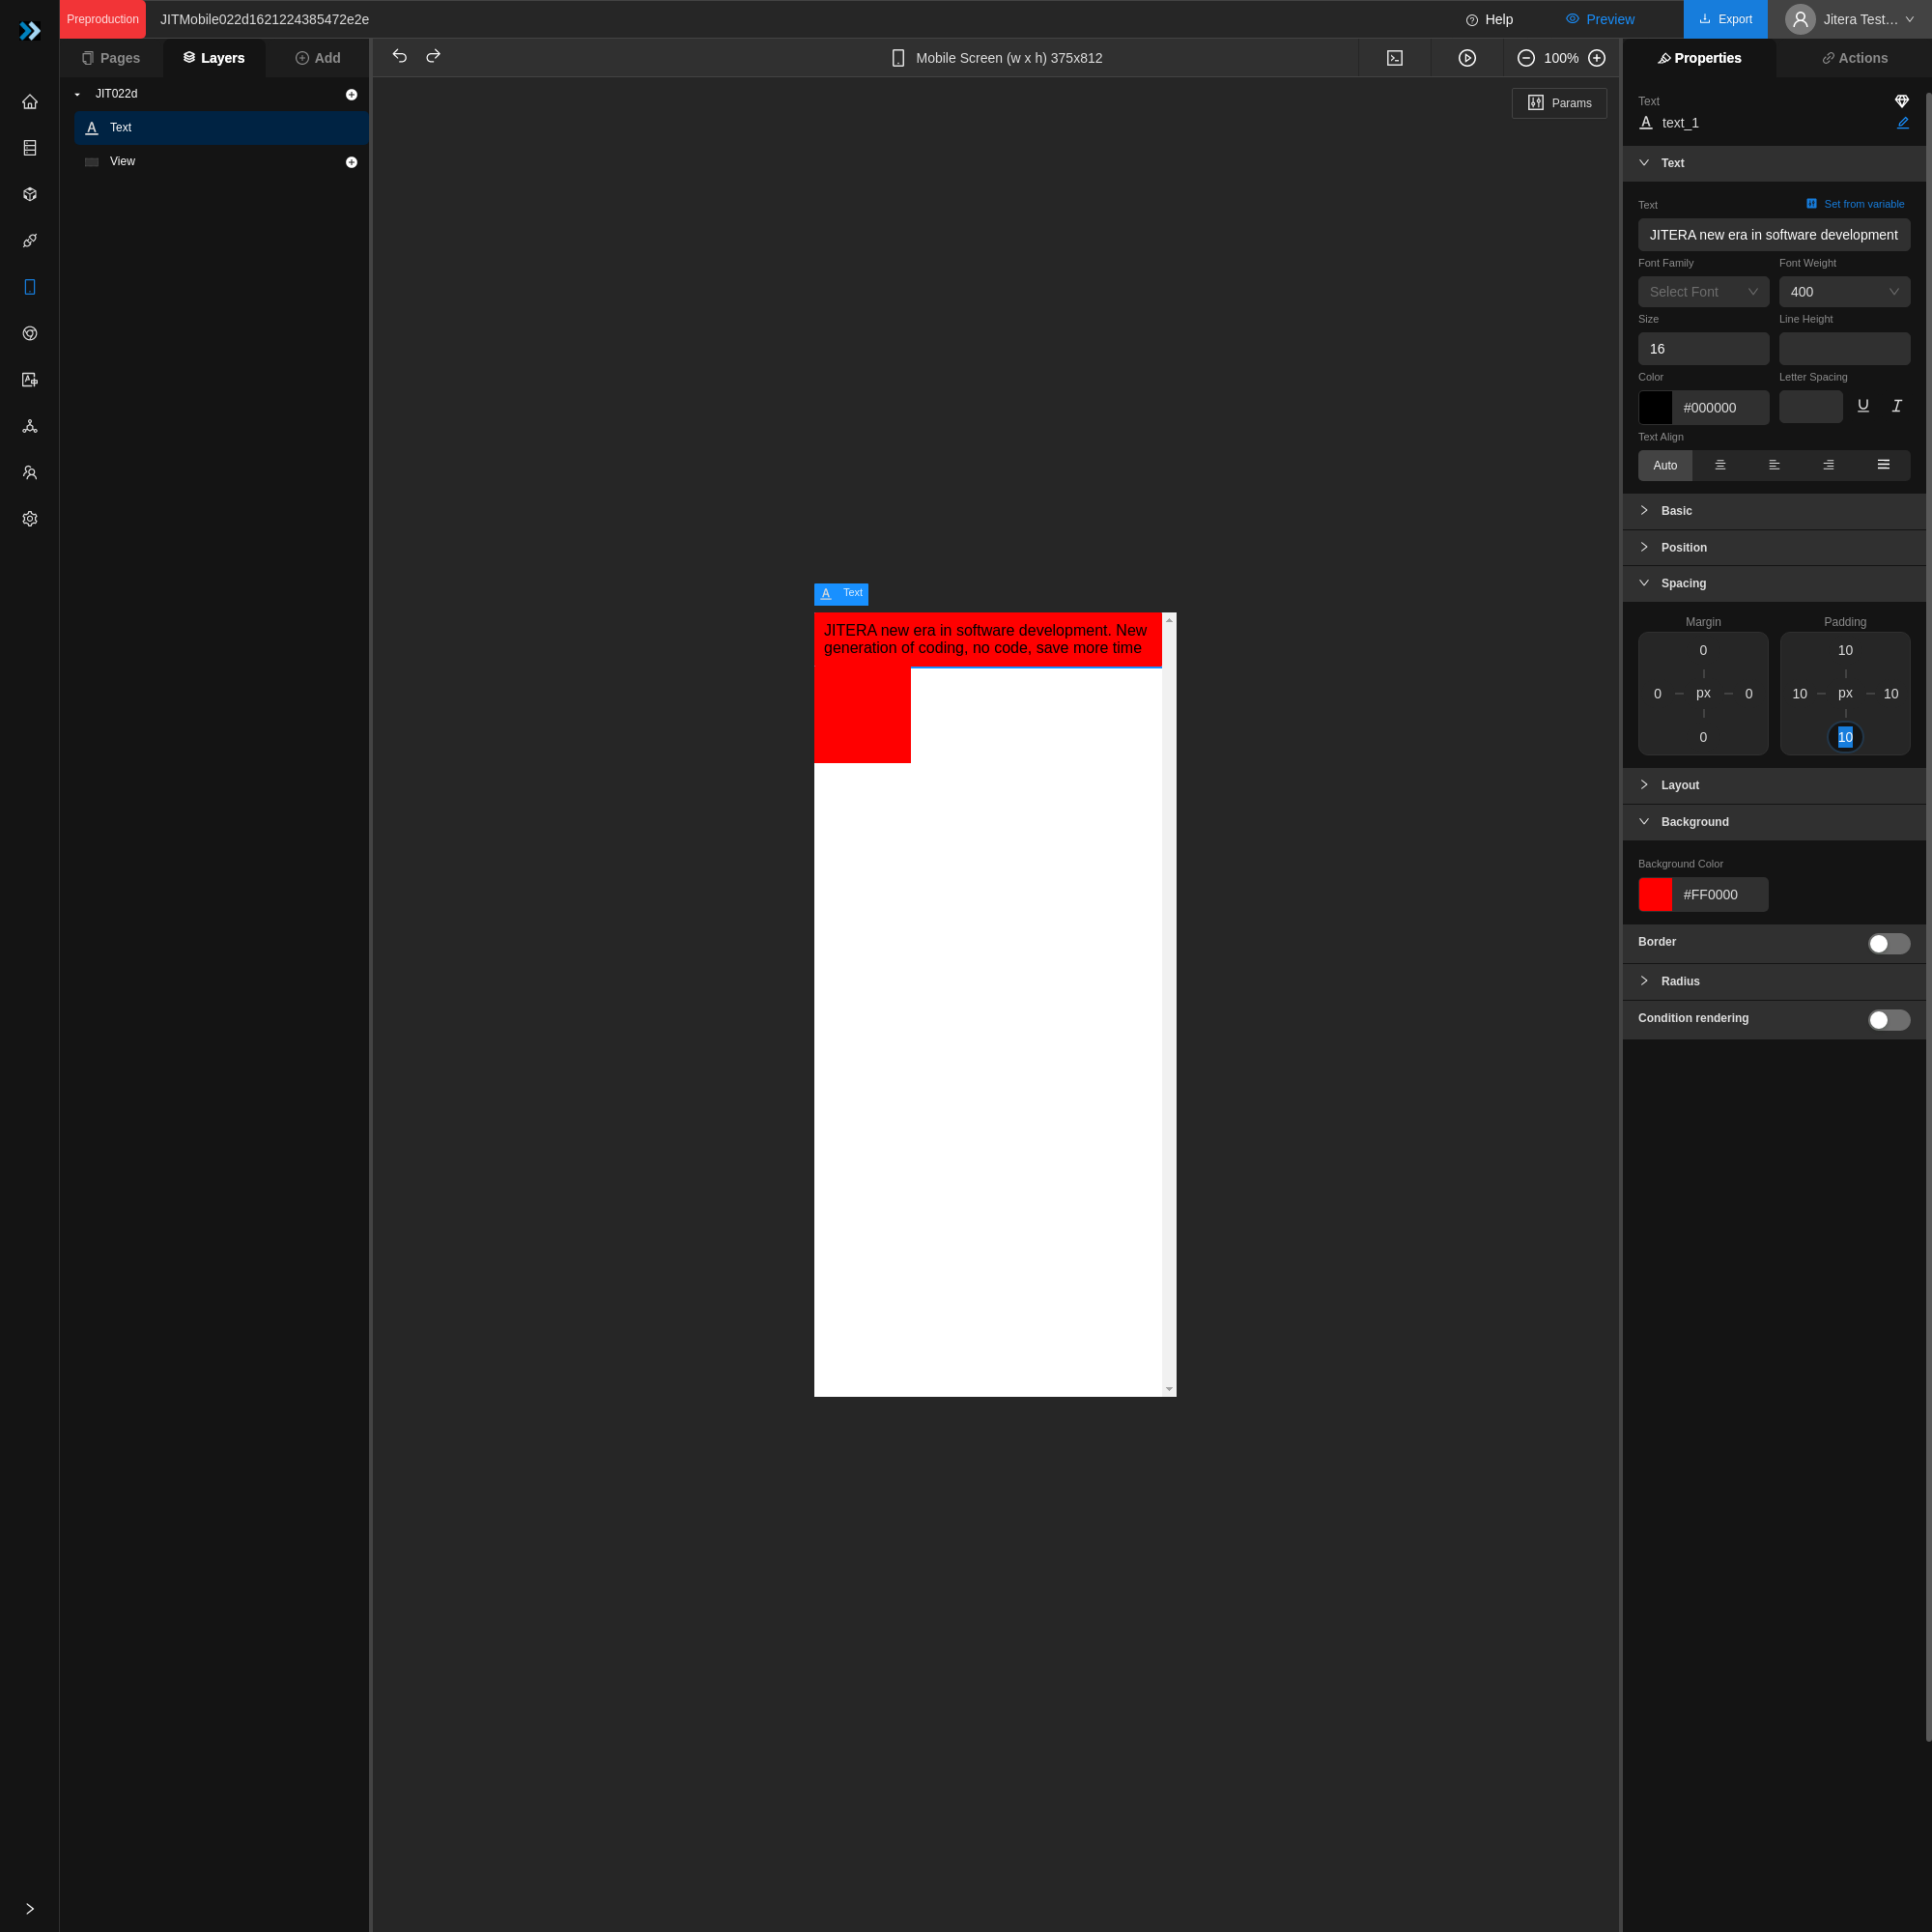 Preproduction
JITMobile022d1621224385472e2e
Help
Preview
Export
Jitera Test…
Pages
Layers
Add
Mobile Screen (w x h) 375x812
100%
Properties
Actions
JIT022d
Text
View
Params
Text
text_1
Text
Text
Set from variable
JITERA new era in software development
Font Family
Font Weight
Select Font
400
Size
Line Height
16
Color
Letter Spacing
#000000
Text Align
Auto
Basic
Position
Spacing
Margin
Padding
0
10
0
px
0
10
px
10
0
10
Layout
Background
Background Color
#FF0000
Border
Radius
Condition rendering
Text
JITERA new era in software development. New
generation of coding, no code, save more time